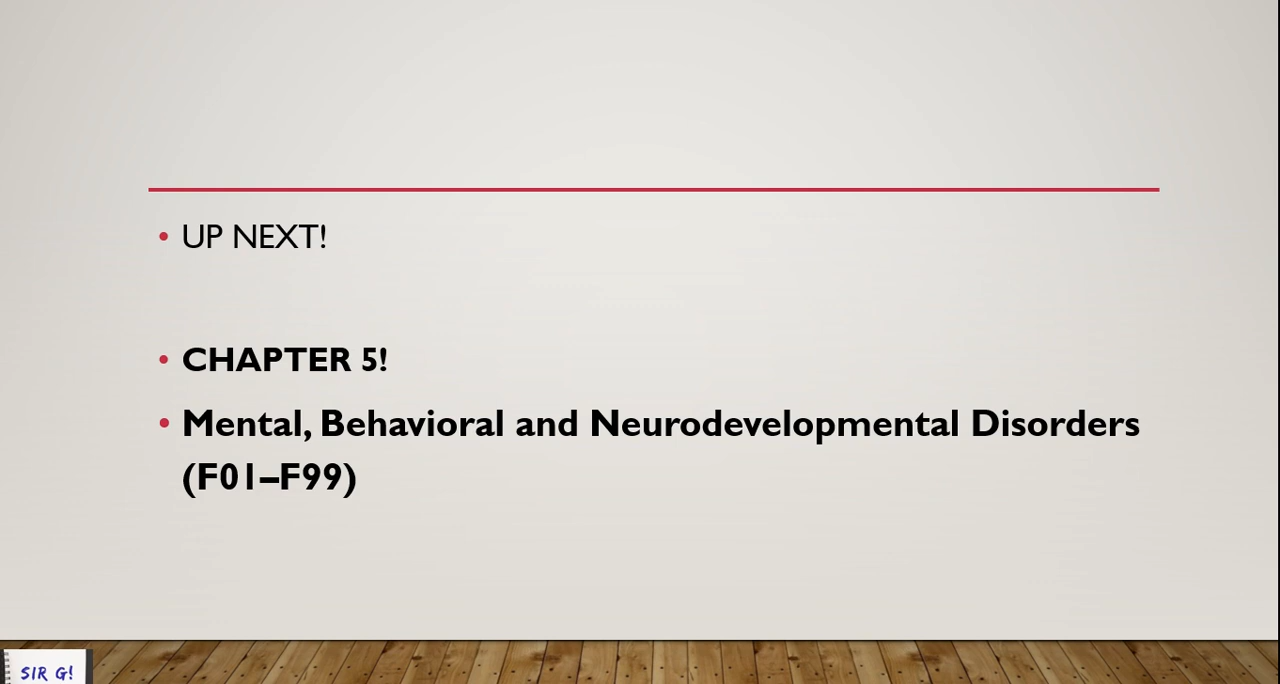 • UP NEXT!
• CHAPTER 5!
• Mental, Behavioral and Neurodevelopmental Disorders
(F01–F99)
SIR G!